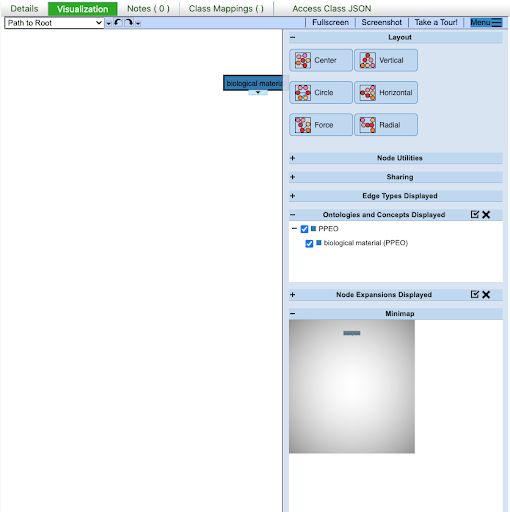 Details Visualization Notes ( 0 ) Class Mappings ( ) Access Class JSON
Path to Root Fullscreen Screenshot Take a Tour! Menu
− Layout
Center Vertical
Circle Horizontal
Force Radial
+ Node Utilities
+ Sharing
+ Edge Types Displayed
− Ontologies and Concepts Displayed
− PPEO
biological material (PPEO)
+ Node Expansions Displayed
− Minimap
biological materi